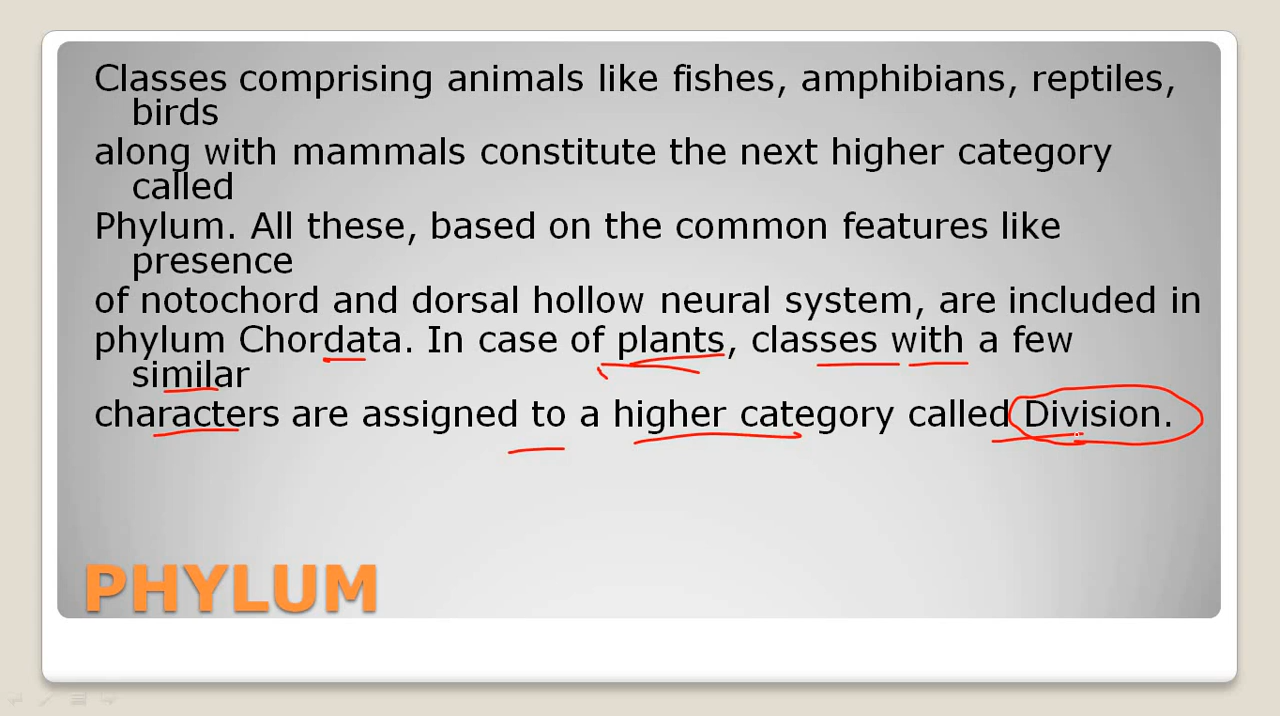 Classes comprising animals like fishes, amphibians, reptiles,
birds
along with mammals constitute the next higher category
called
Phylum. All these, based on the common features like
presence
of notochord and dorsal hollow neural system, are included in
phylum Chordata. In case of plants, classes with a few
similar
characters are assigned to a higher category called Division.
PHYLUM